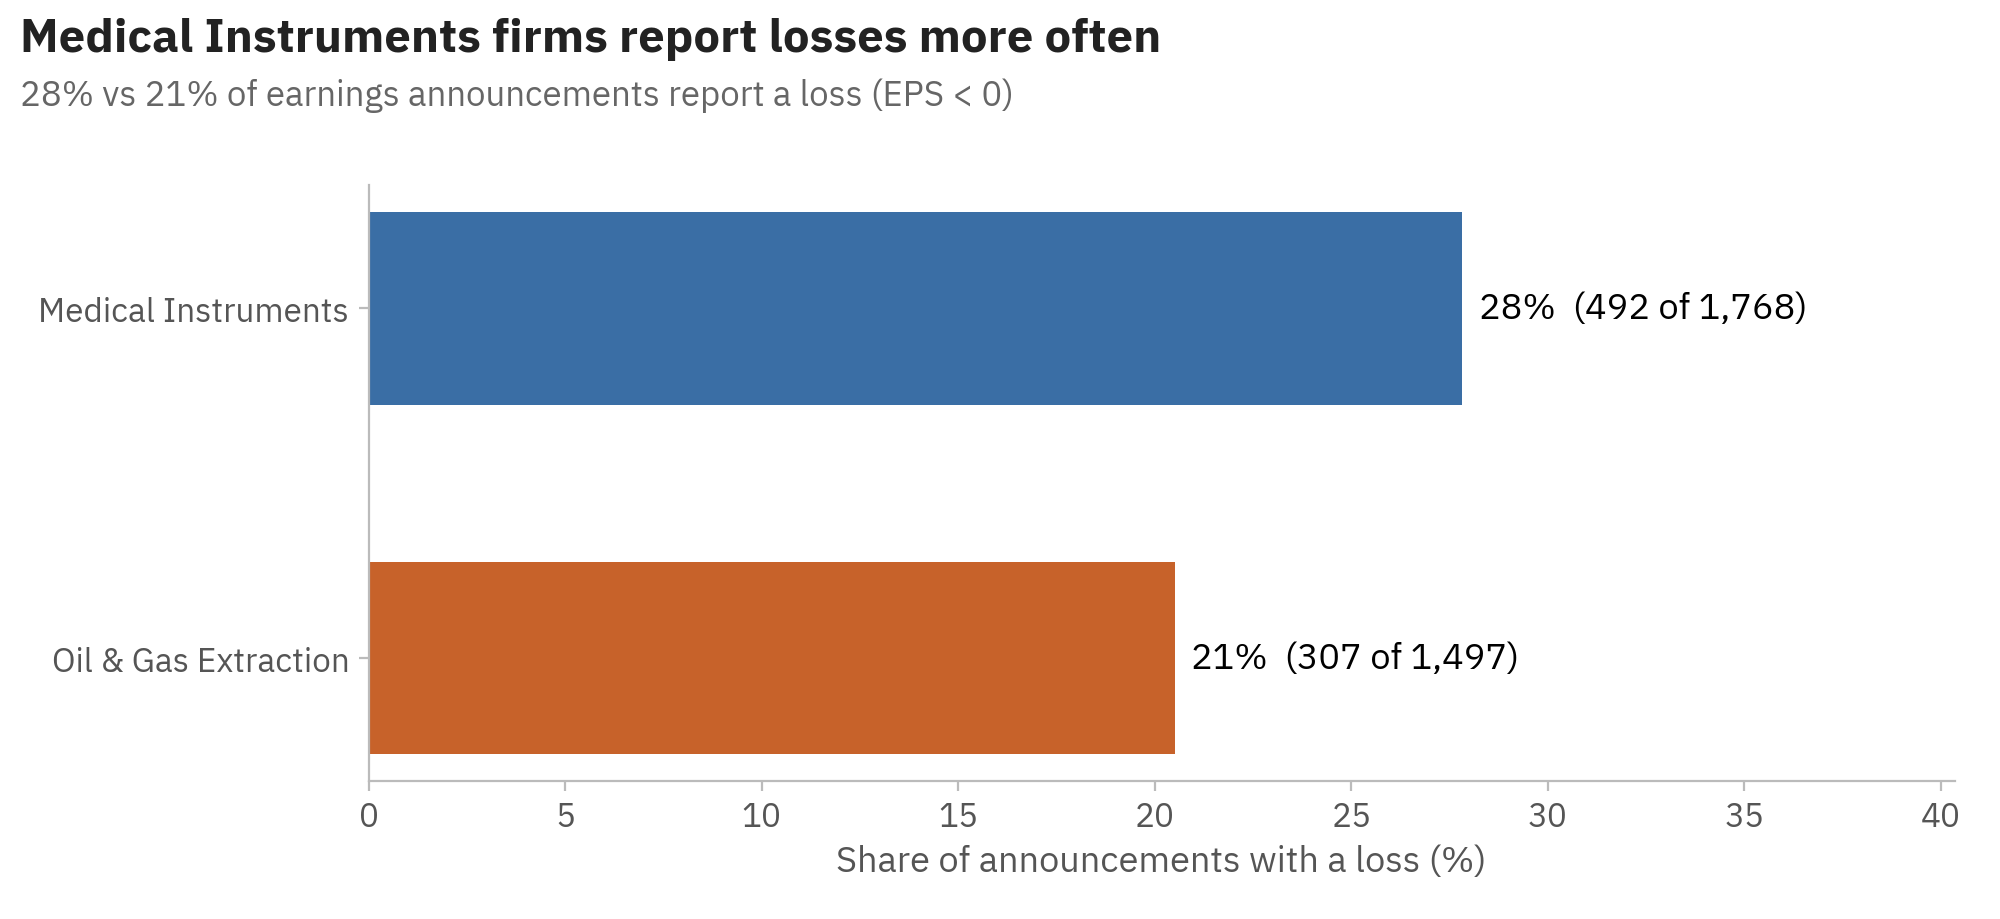 Medical Instruments firms report losses more often
28% vs 21% of earnings announcements report a loss (EPS < 0)
Medical Instruments
28% (492 of 1,768)
Oil & Gas Extraction
21% (307 of 1,497)
0 5 10 15 20 25 30 35 40
Share of announcements with a loss (%)